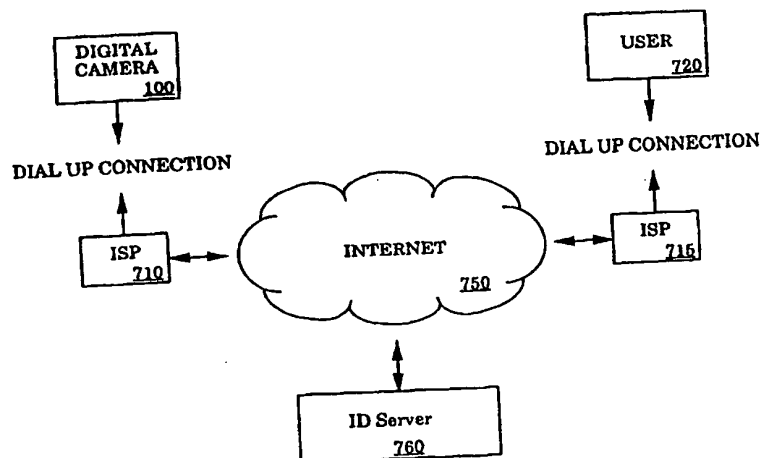 DIGITAL
CAMERA
100
USER
720
DIAL UP CONNECTION
DIAL UP CONNECTION
ISP
710
INTERNET
750
ISP
715
ID Server
760